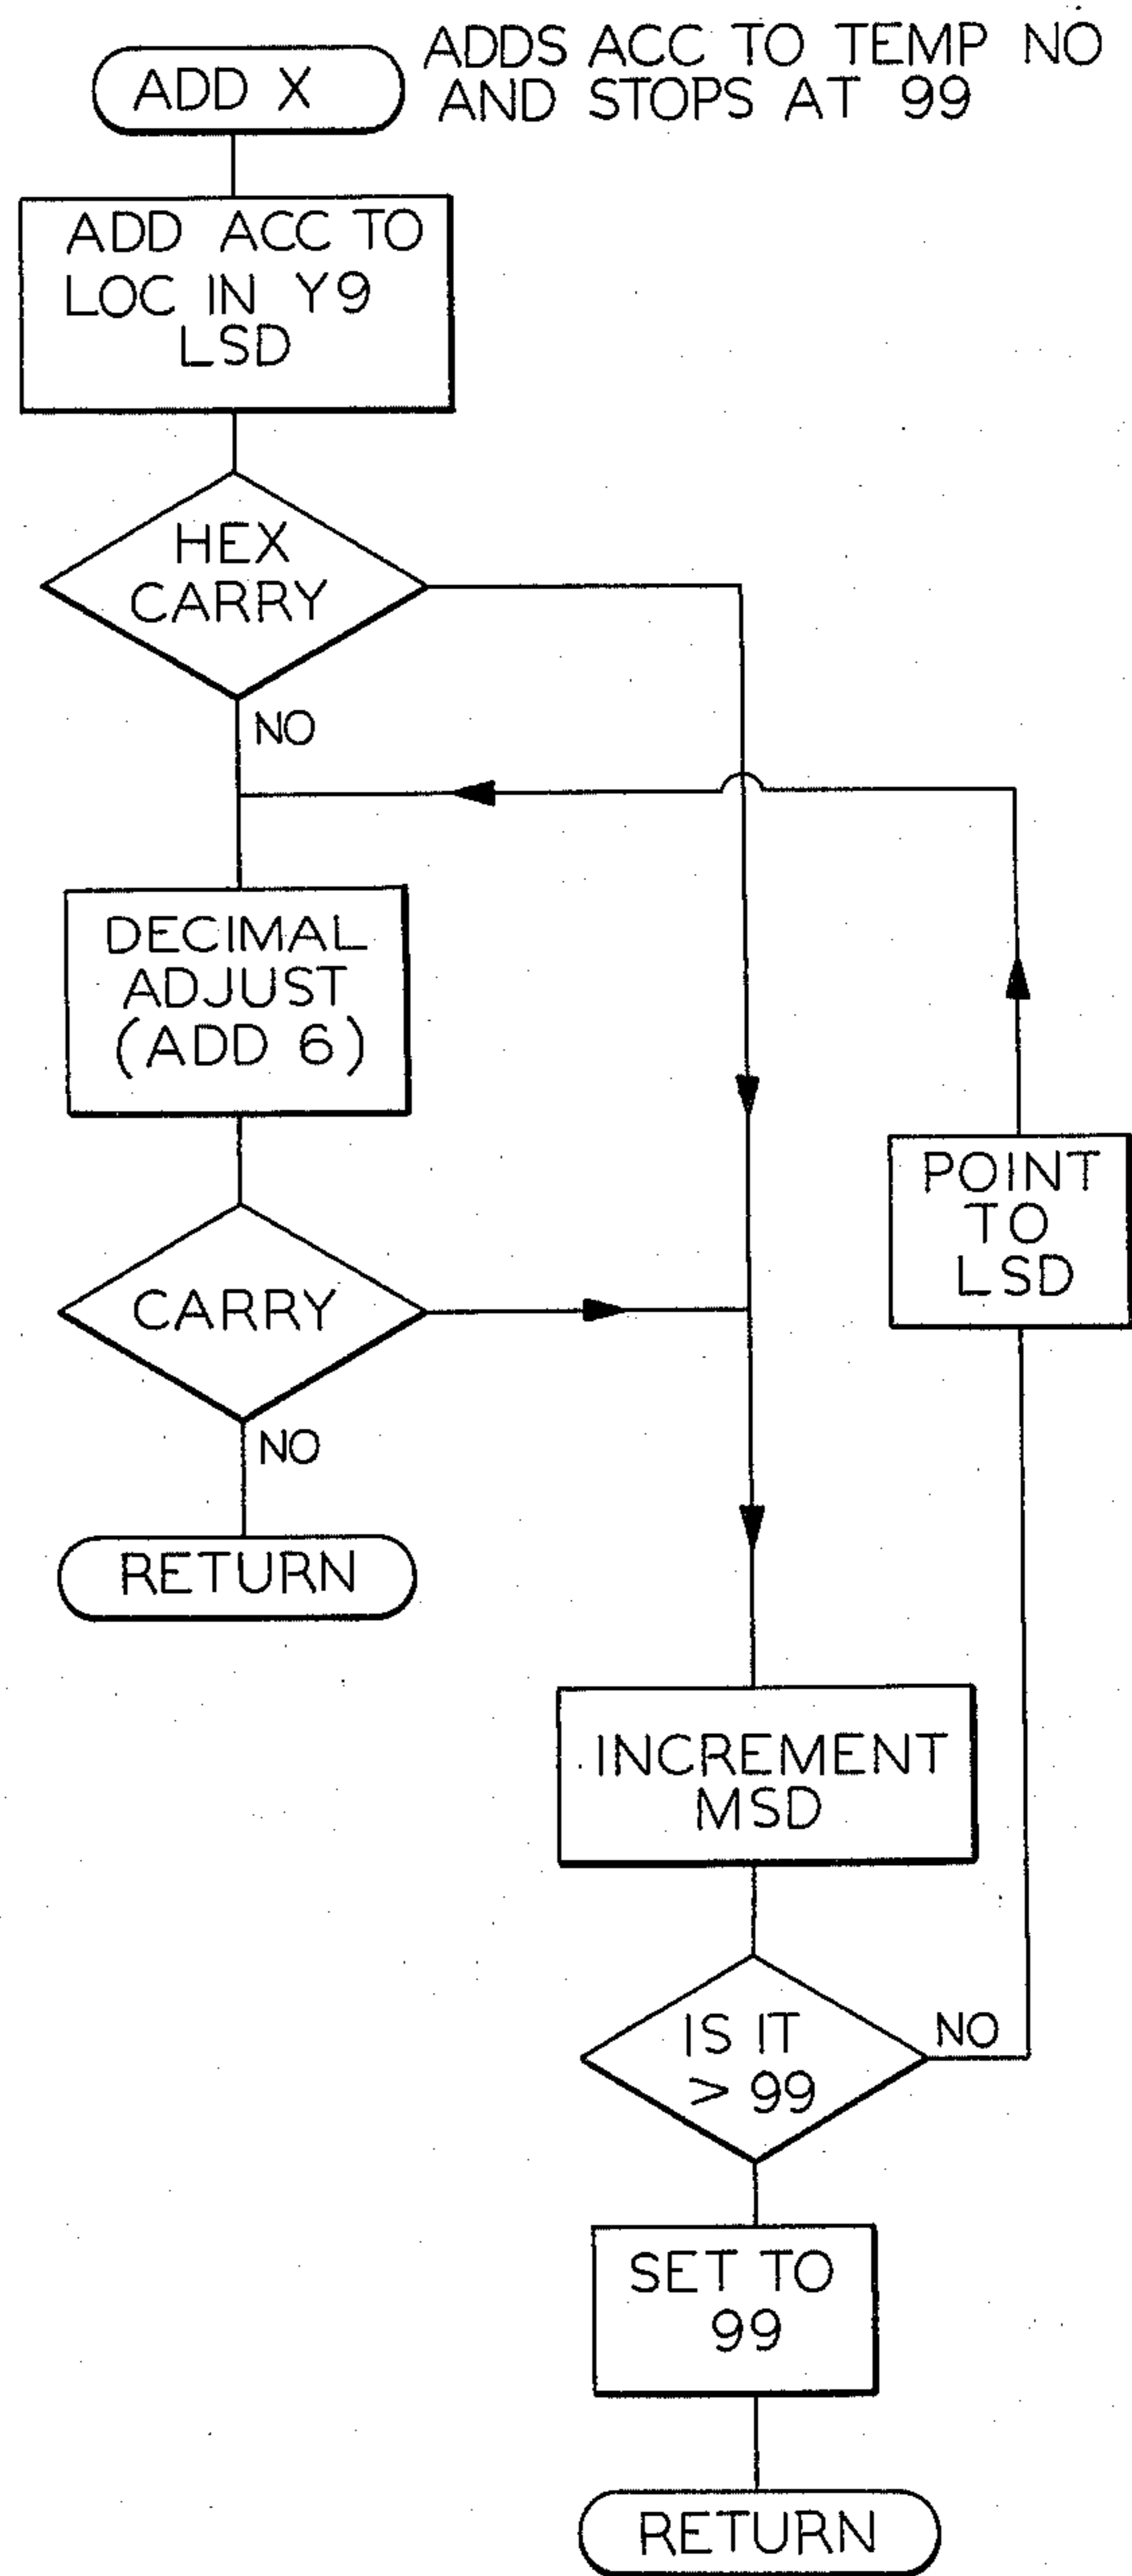 ADD X
ADDS ACC TO TEMP NO
AND STOPS AT 99
ADD ACC TO
LOC IN Y9
LSD
HEX
CARRY
NO
DECIMAL
ADJUST
(ADD 6)
POINT
TO
LSD
CARRY
NO
RETURN
INCREMENT
MSD
IS IT
> 99
NO
SET TO
99
RETURN